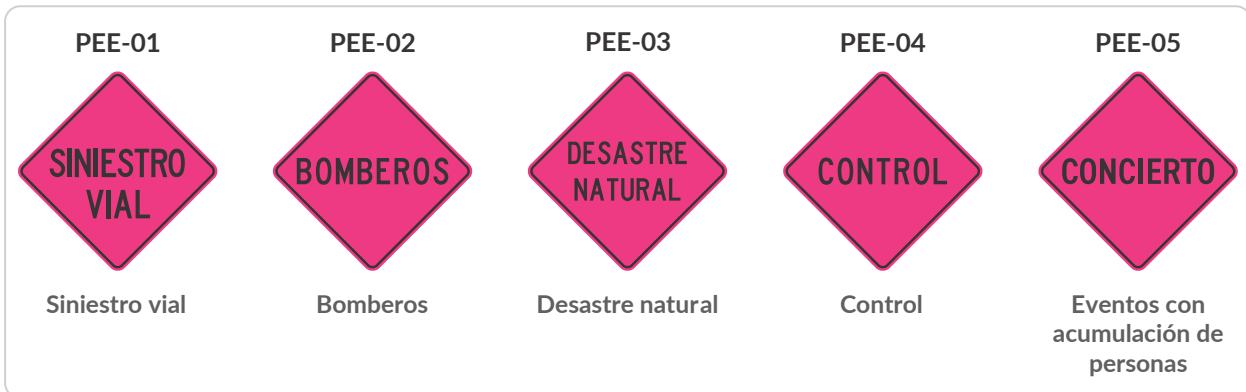 PEE-01
PEE-02
PEE-03
PEE-04
PEE-05
SINIESTRO
VIAL
BOMBEROS
DESASTRE
NATURAL
CONTROL
CONCIERTO
Siniestro vial
Bomberos
Desastre natural
Control
Eventos con
acumulación de
personas